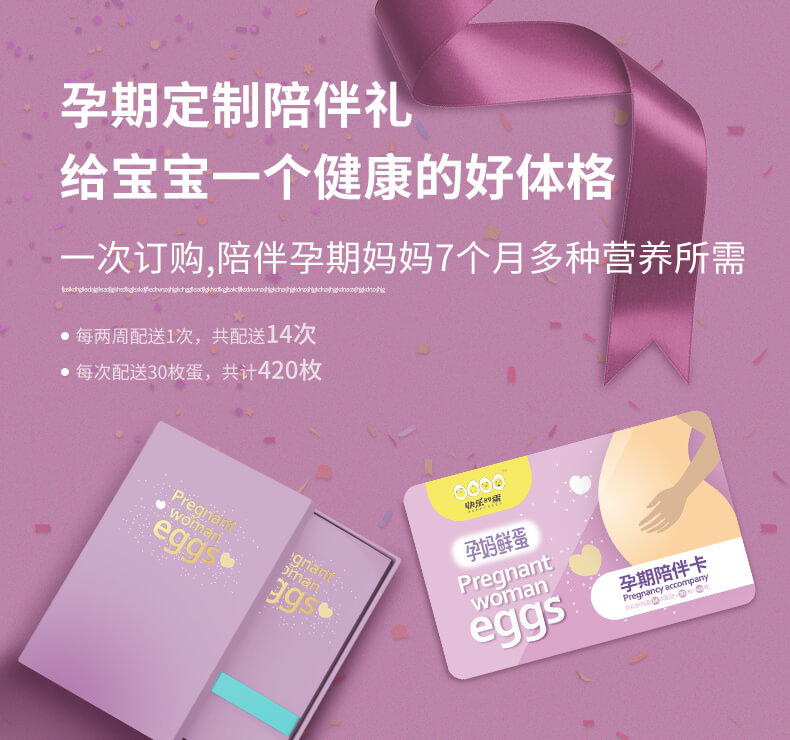 孕期定制陪伴礼
给宝宝一个健康的好体格
一次订购,陪伴孕期妈妈7个月多种营养所需
每两周配送1次，共配送14次
每次配送30枚蛋，共计420枚
Pregnant
woman
eggs
快乐的蛋
孕妈鲜蛋
Pregnant
woman
eggs
孕期陪伴卡
Pregnancy accompany